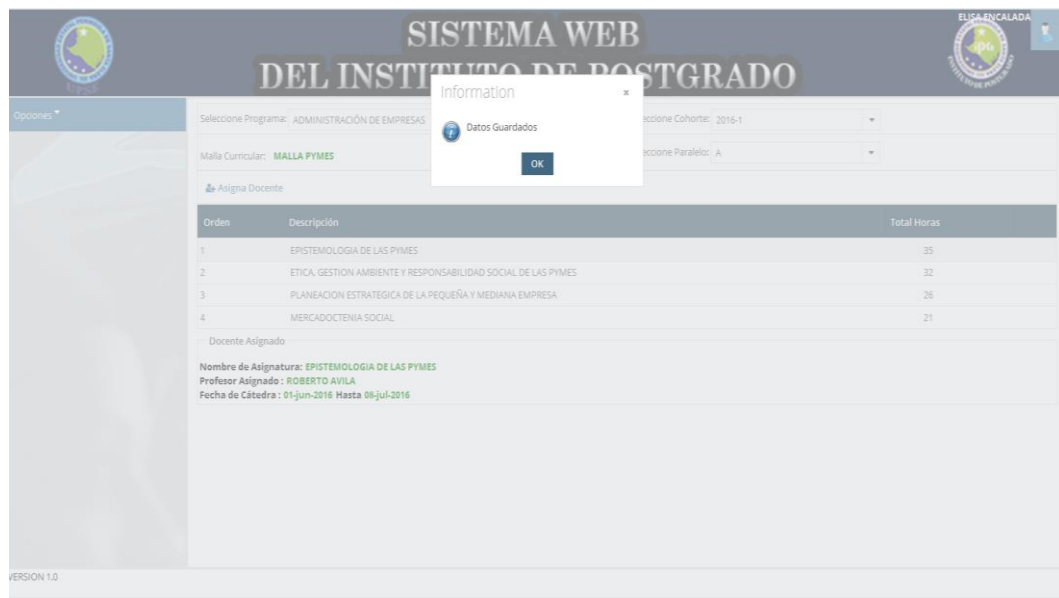 ELISA ENCALADA
SISTEMA WEB
DEL INSTITUTO DE POSTGRADO
UPSE
Opciones
Information x
Datos Guardados
OK
Seleccione Programa: ADMINISTRACIÓN DE EMPRESAS eccione Cohorte: 2016-1
Malla Curricular: MALLA PYMES eccione Paralelo: A
Asigna Docente
Orden Descripción Total Horas
1 EPISTEMOLOGIA DE LAS PYMES 35
2 ETICA, GESTION AMBIENTE Y RESPONSABILIDAD SOCIAL DE LAS PYMES 32
3 PLANEACION ESTRATEGICA DE LA PEQUEÑA Y MEDIANA EMPRESA 26
4 MERCADOCTENIA SOCIAL 21
Docente Asignado
Nombre de Asignatura: EPISTEMOLOGIA DE LAS PYMES
Profesor Asignado : ROBERTO AVILA
Fecha de Cátedra : 01-jun-2016 Hasta 08-jul-2016
VERSION 1.0